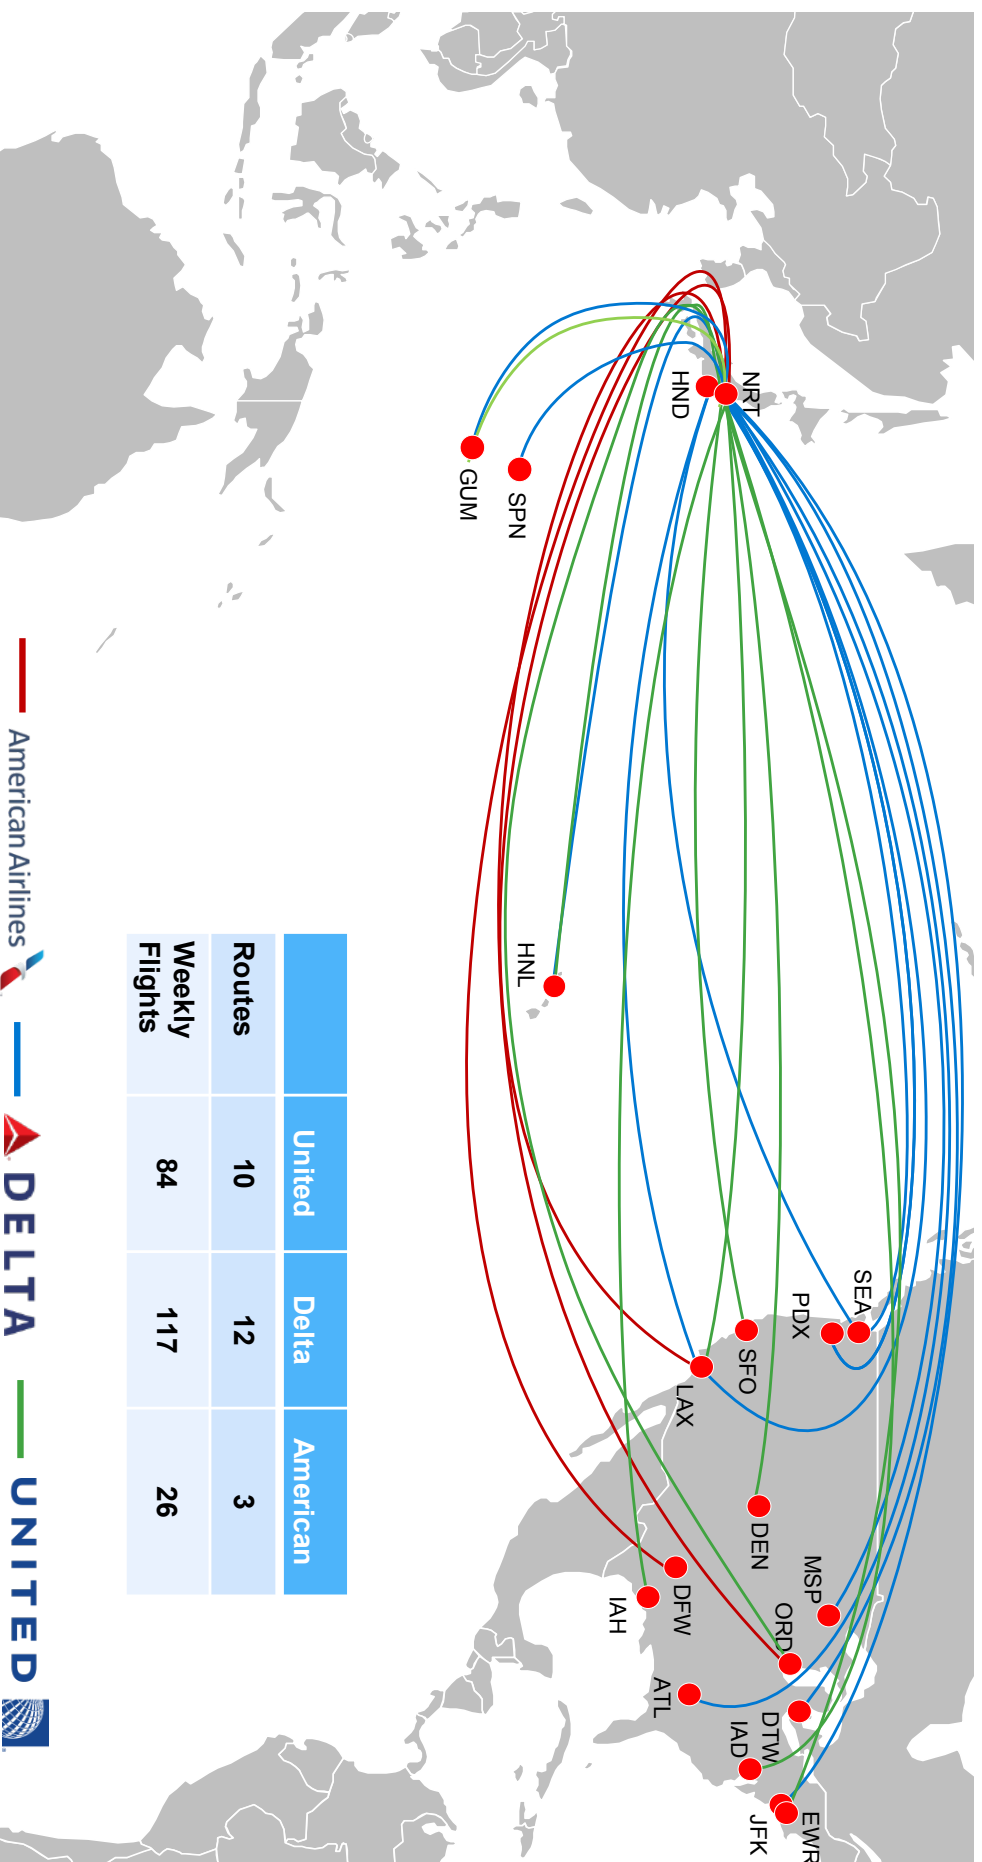 NRT
HND
GUM
SPN
HNL
SEA
PDX
SFO
LAX
DEN
MSP
ORD
DFW
IAH
ATL
DTW
IAD
EWR
JFK
United Delta American
Routes 10 12 3
Weekly
Flights 84 117 26
American Airlines DELTA UNITED